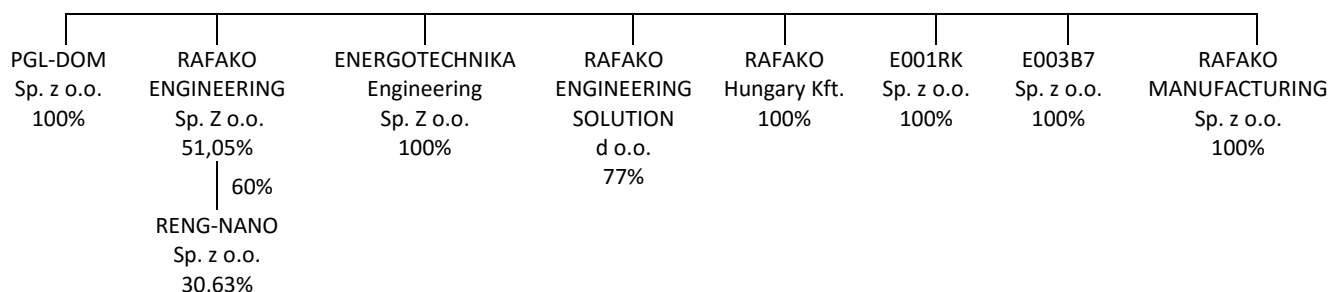 PGL-DOM
Sp. z o.o.
100%
RAFAKO
ENGINEERING
Sp. Z o.o.
51,05%
60%
RENG-NANO
Sp. z o.o.
30,63%
ENERGOTECHNIKA
Engineering
Sp. Z o.o.
100%
RAFAKO
ENGINEERING
SOLUTION
d o.o.
77%
RAFAKO
Hungary Kft.
100%
E001RK
Sp. z o.o.
100%
E003B7
Sp. z o.o.
100%
RAFAKO
MANUFACTURING
Sp. z o.o.
100%